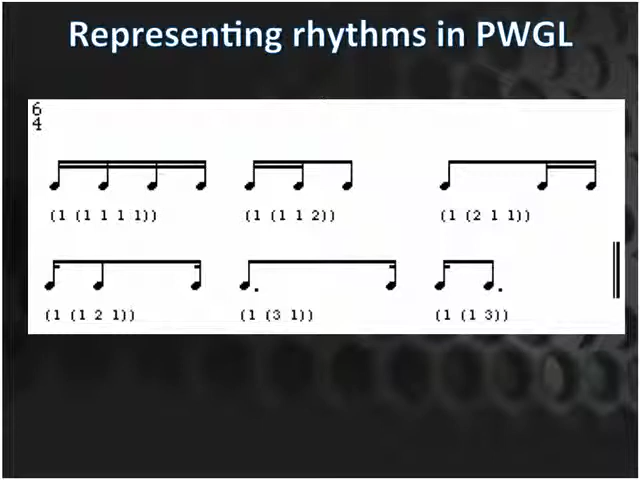 Representing rhythms in PWGL
6
4
(1 (1 1 1 1)) (1 (1 1 2)) (1 (2 1 1))
(1 (1 2 1)) (1 (3 1)) (1 (1 3))